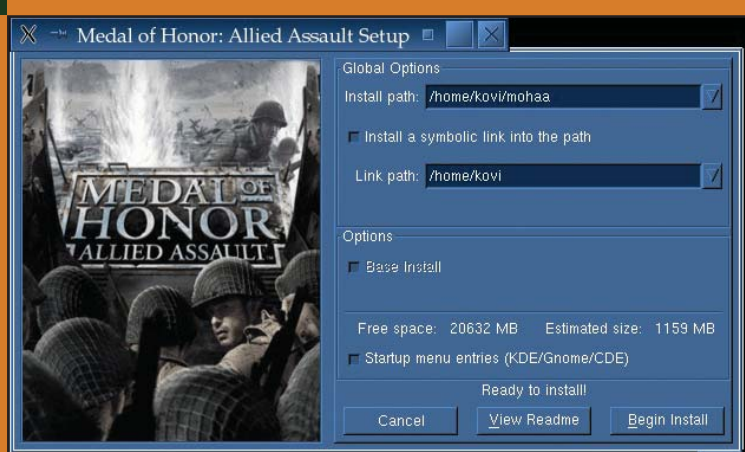 Medal of Honor: Allied Assault Setup
MEDAL OF
HONOR
ALLIED ASSAULT
Global Options
Install path: /home/kovi/mohaa
Install a symbolic link into the path
Link path: /home/kovi
Options
Base Install
Free space: 20632 MB Estimated size: 1159 MB
Startup menu entries (KDE/Gnome/CDE)
Ready to install!
Cancel View Readme Begin Install